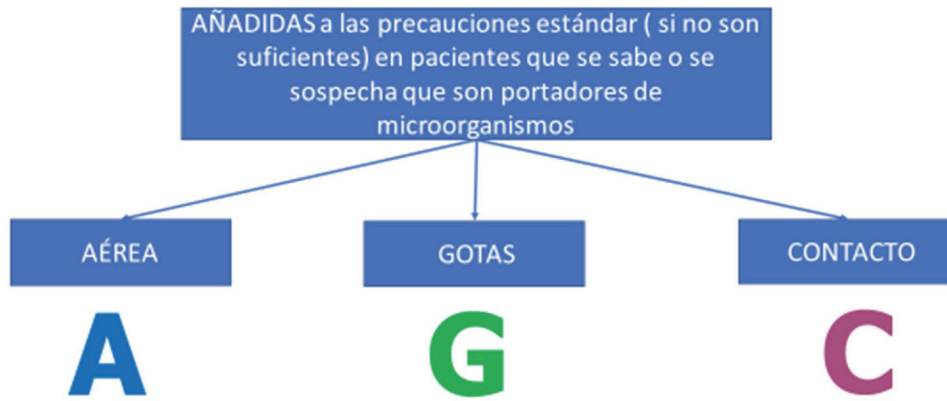 AÑADIDAS a las precauciones estándar ( si no son
suficientes) en pacientes que se sabe o se
sospecha que son portadores de
microorganismos
AÉREA
GOTAS
CONTACTO
A
G
C